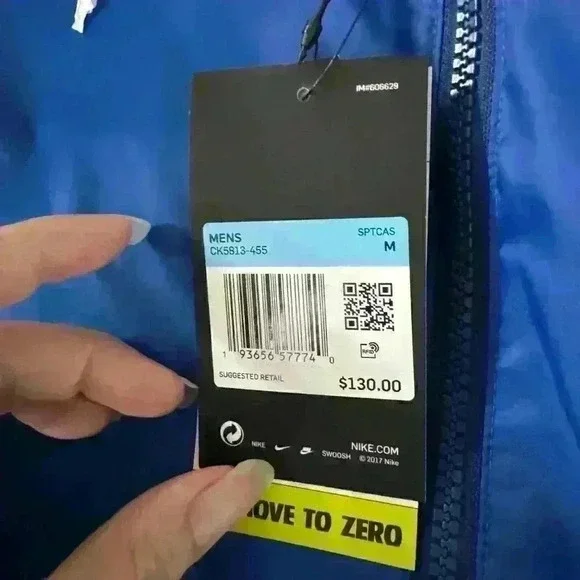 IM#606629
MENS SPTCAS
CK5813-455 M
RFID
1 93656 57774 0
SUGGESTED RETAIL
$130.00
NIKE SWOOSH
NIKE.COM
© 2017 Nike
MOVE TO ZERO